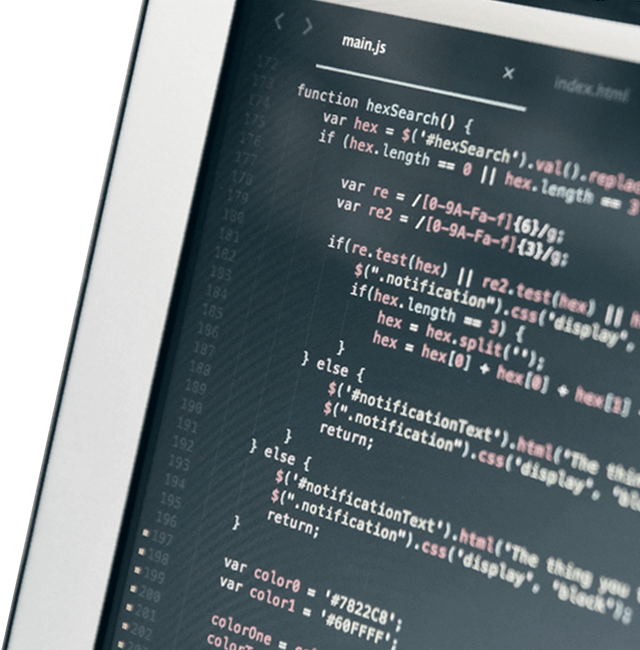 main.js
index.html
172
173
174
175
176
177
178
179
180
181
182
183
184
185
186
187
188
189
190
191
192
193
194
195
196
197
198
199
200
201
202
function hexSearch() {
var hex = $('#hexSearch').val().replac
if (hex.length == 0 || hex.length == 3
var re = /[0-9A-Fa-f]{6}/g;
var re2 = /[0-9A-Fa-f]{3}/g;
if(re.test(hex) || re2.test(hex) || h
$(".notification").css("display",
if(hex.length == 3) {
hex = hex.split('');
hex = hex[0] + hex[0] + hex[1]
}
} else {
$('#notificationText').html("The thin
$(".notification").css("display", "bl
return;
}
} else {
$('#notificationText').html("The thing you
$(".notification").css("display", "block");
return;
}
var color0 = '#7822C8';
var color1 = '#60FFFF';
colorOne = co